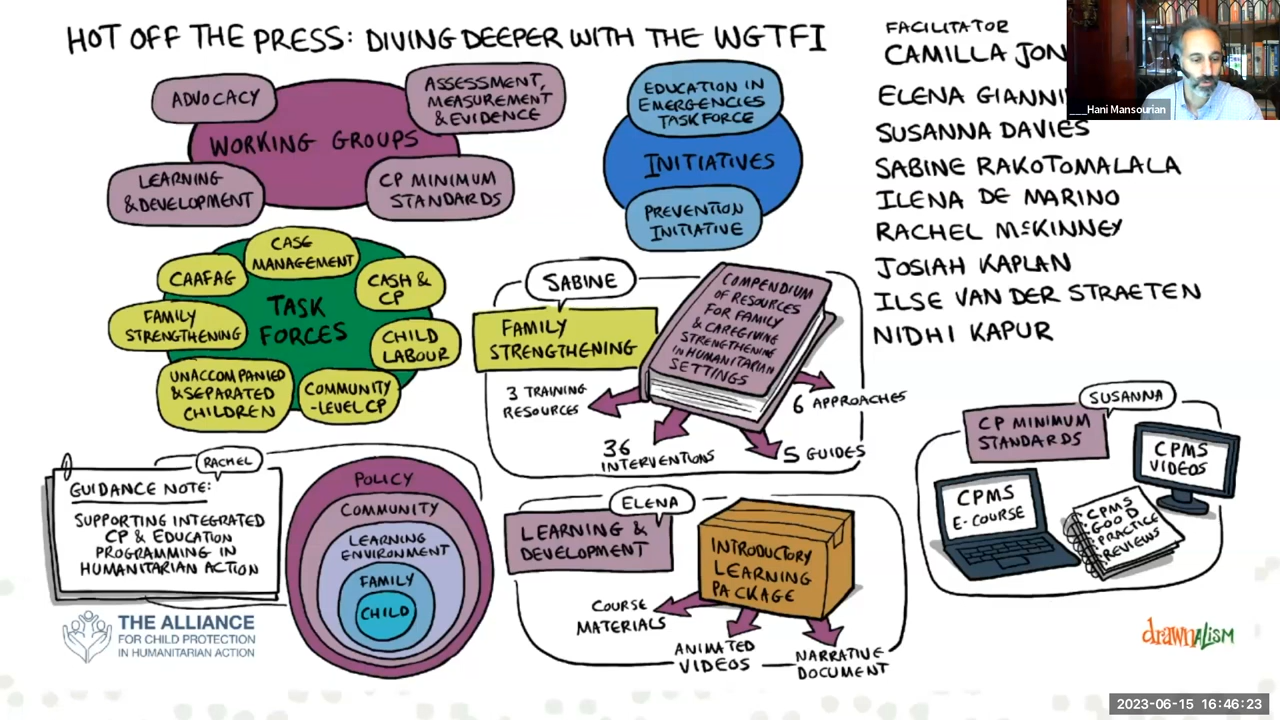 HOT OFF THE PRESS: DIVING DEEPER WITH THE WGTFI
ADVOCACY
ASSESSMENT,
MEASUREMENT
& EVIDENCE
WORKING GROUPS
LEARNING
& DEVELOPMENT
CP MINIMUM
STANDARDS
EDUCATION IN
EMERGENCIES
TASKFORCE
INITIATIVES
PREVENTION
INITIATIVE
FACILITATOR
CAMILLA
ELENA
SUSANNA DAVIES
SABINE RAKOTOMALALA
ILENA DE MARINO
RACHEL McKINNEY
JOSIAH KAPLAN
ILSE VAN DER STRAETEN
NIDHI KAPUR
__Hani Mansourian
CASE
MANAGEMENT
CAAFAG
CASH &
CP
TASK
FORCES
FAMILY
STRENGTHENING
CHILD
LABOUR
UNACCOMPANIED
& SEPARATED
CHILDREN
COMMUNITY
-LEVEL CP
SABINE
FAMILY
STRENGTHENING
COMPENDIUM
OF RESOURCES
FOR FAMILY
& CAREGIVING
STRENGTHENING
IN HUMANITARIAN
SETTINGS
3 TRAINING
RESOURCES
36
INTERVENTIONS
5 GUIDES
6 APPROACHES
SUSANNA
CP MINIMUM
STANDARDS
CPMS
VIDEOS
CPMS
E-COURSE
CPMS
GOOD
PRACTICE
REVIEWS
RACHEL
GUIDANCE NOTE:
SUPPORTING INTEGRATED
CP & EDUCATION
PROGRAMMING IN
HUMANITARIAN ACTION
POLICY
COMMUNITY
LEARNING
ENVIRONMENT
FAMILY
CHILD
ELENA
LEARNING &
DEVELOPMENT
INTRODUCTORY
LEARNING
PACKAGE
COURSE
MATERIALS
ANIMATED
VIDEOS
NARRATIVE
DOCUMENT
THE ALLIANCE
FOR CHILD PROTECTION
IN HUMANITARIAN ACTION
drawnALISM
2023-06-15 16:46:23